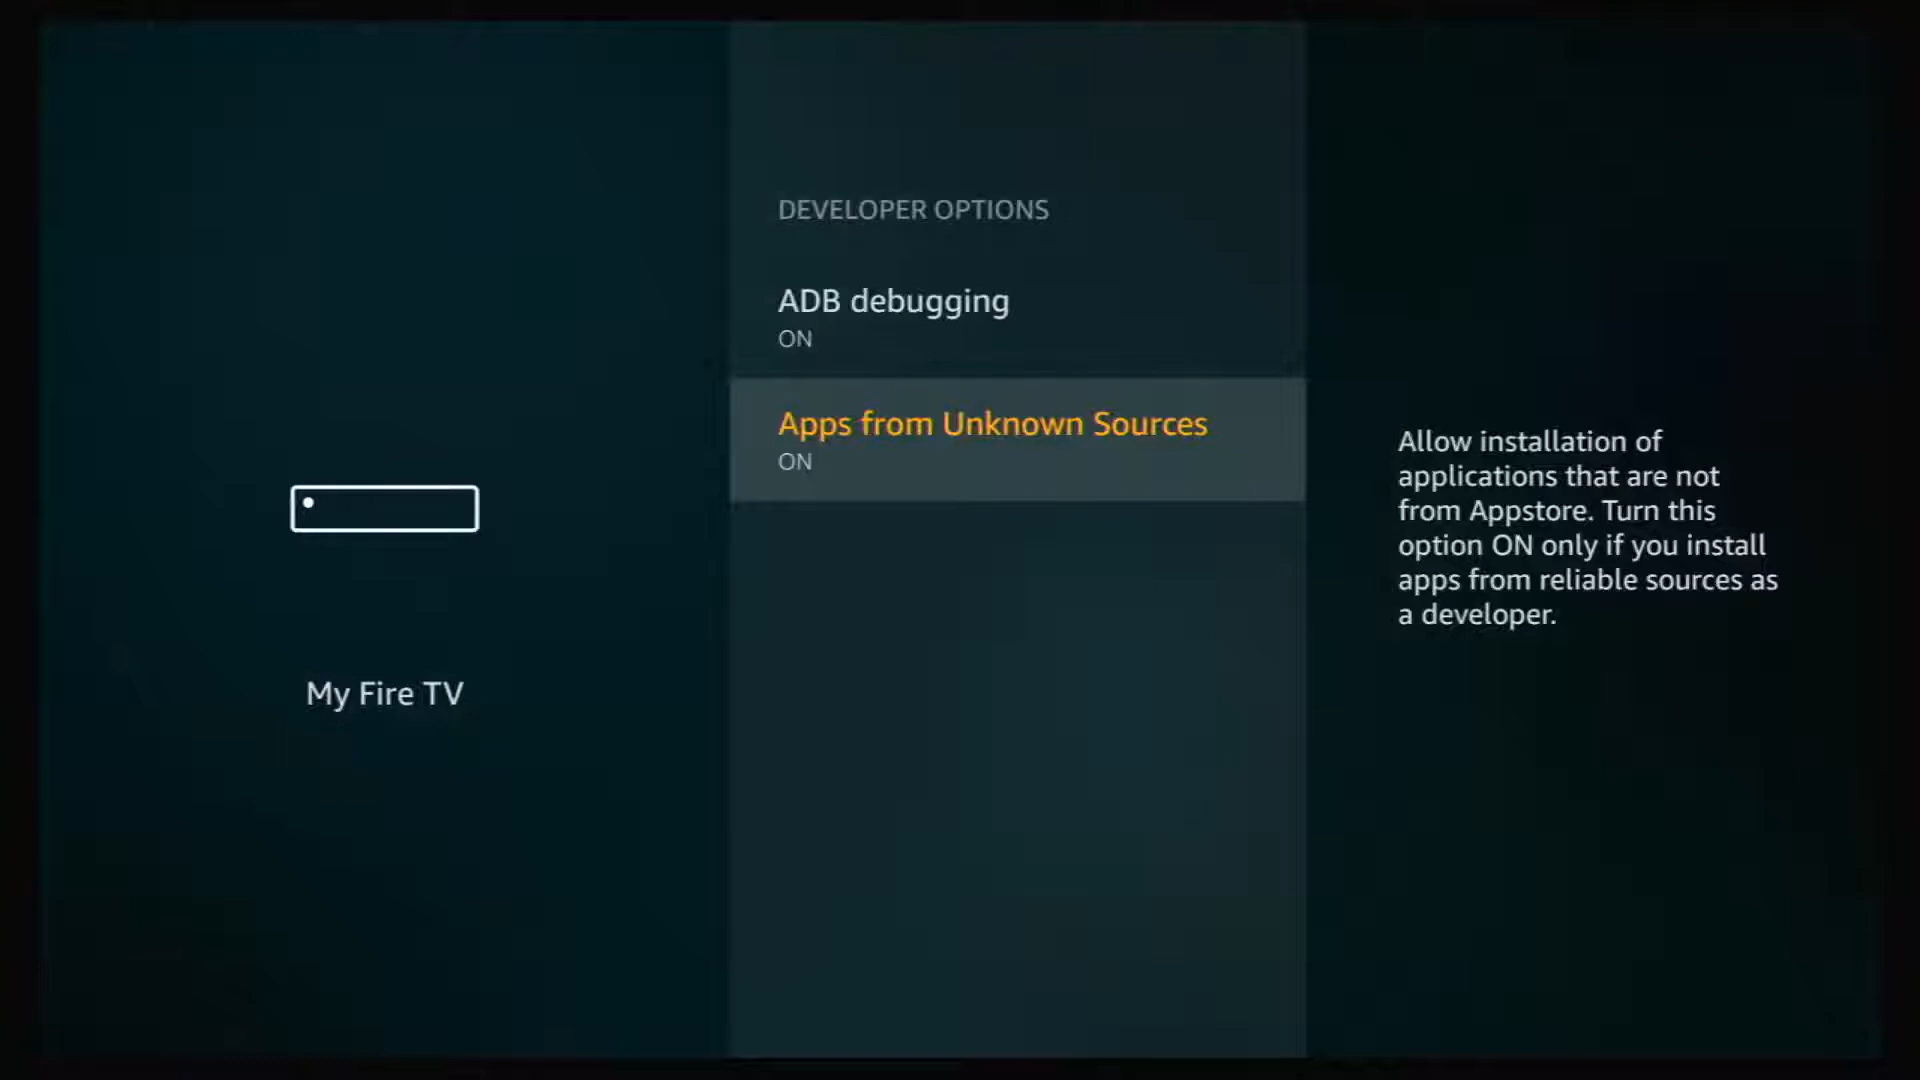 DEVELOPER OPTIONS
ADB debugging
ON
Apps from Unknown Sources
ON
My Fire TV
Allow installation of
applications that are not
from Appstore. Turn this
option ON only if you install
apps from reliable sources as
a developer.